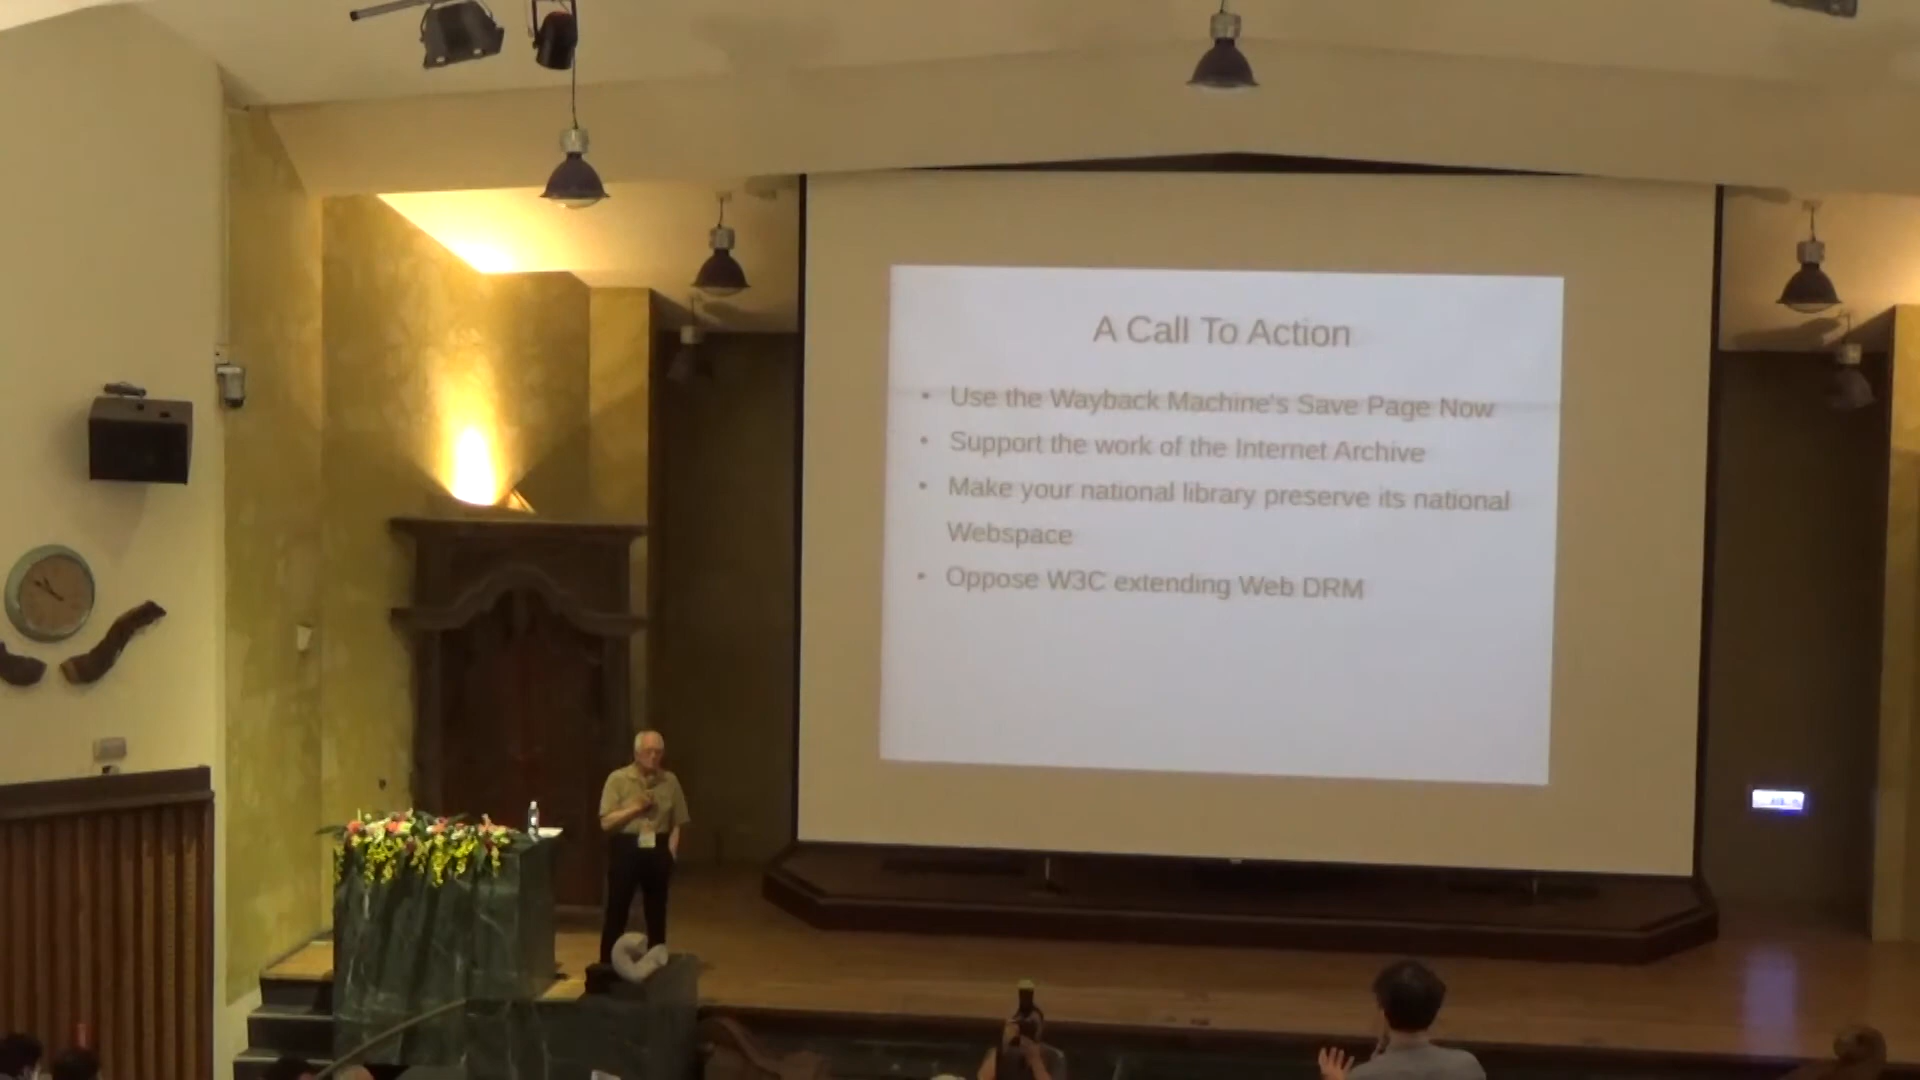 A Call To Action
• Use the Wayback Machine's Save Page Now
• Support the work of the Internet Archive
• Make your national library preserve its national
Webspace
• Oppose W3C extending Web DRM